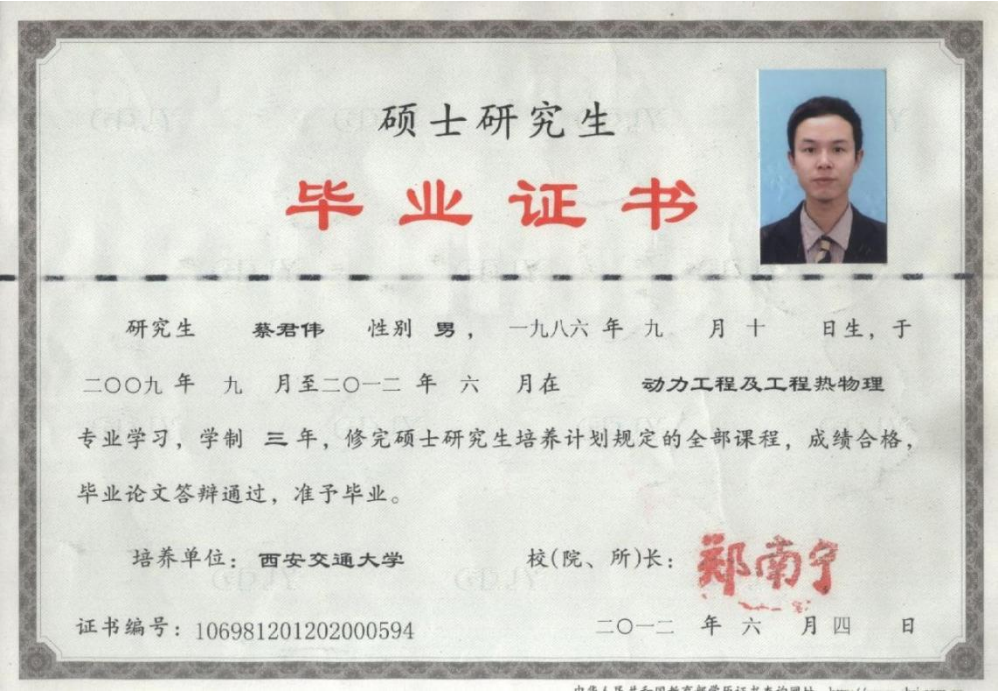 硕士研究生
毕业证书
研究生 蔡君伟 性别 男，一九八六 年 九 月 十 日生，于
二〇〇九 年 九 月至二〇一二 年 六 月在 动力工程及工程热物理
专业学习，学制 三 年，修完硕士研究生培养计划规定的全部课程，成绩合格，
毕业论文答辩通过，准予毕业。
培养单位：西安交通大学 校(院、所)长：郑南宁
证书编号：106981201202000594 二〇一二 年 六 月 四 日